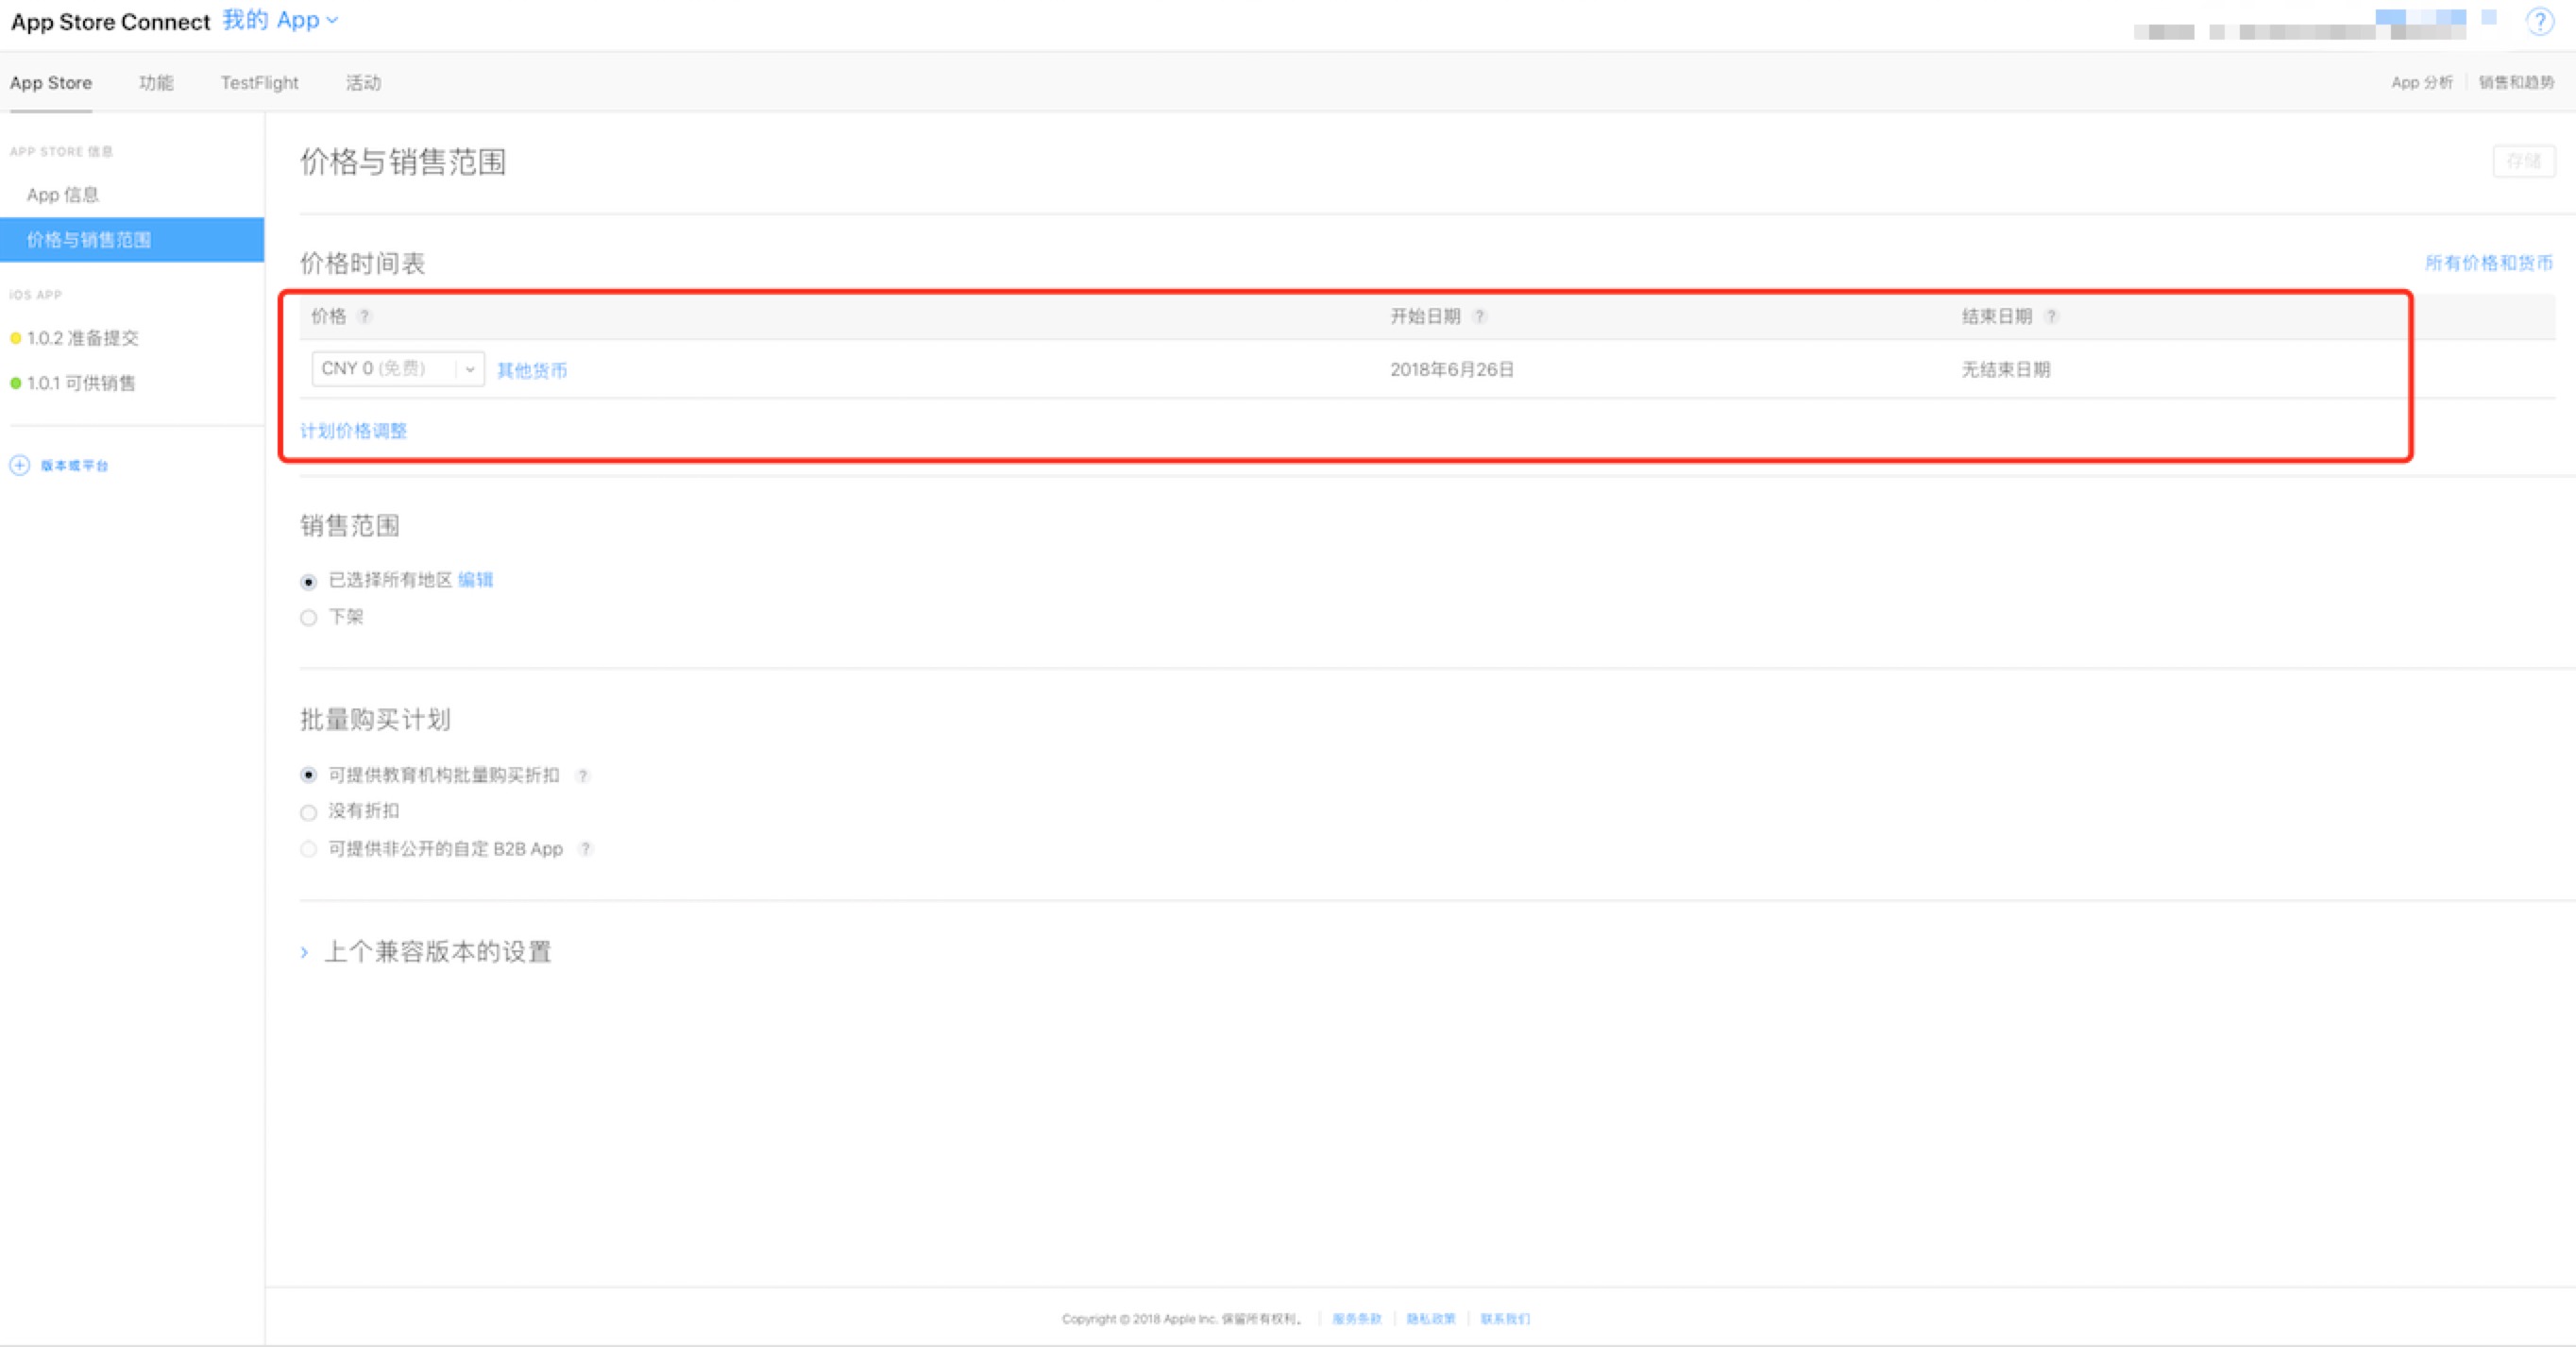 App Store Connect 我的 App
?
App Store 功能 TestFlight 活动 App 分析 销售和趋势
APP STORE 信息
App 信息
价格与销售范围
iOS APP
1.0.2 准备提交
1.0.1 可供销售
版本或平台
价格与销售范围 存储
价格时间表 所有价格和货币
价格 ? 开始日期 ? 结束日期 ?
CNY 0 (免费) 其他货币 2018年6月26日 无结束日期
计划价格调整
销售范围
已选择所有地区 编辑
下架
批量购买计划
可提供教育机构批量购买折扣 ?
没有折扣
可提供非公开的自定 B2B App ?
上个兼容版本的设置
Copyright © 2018 Apple Inc. 保留所有权利。 服务条款 隐私政策 联系我们